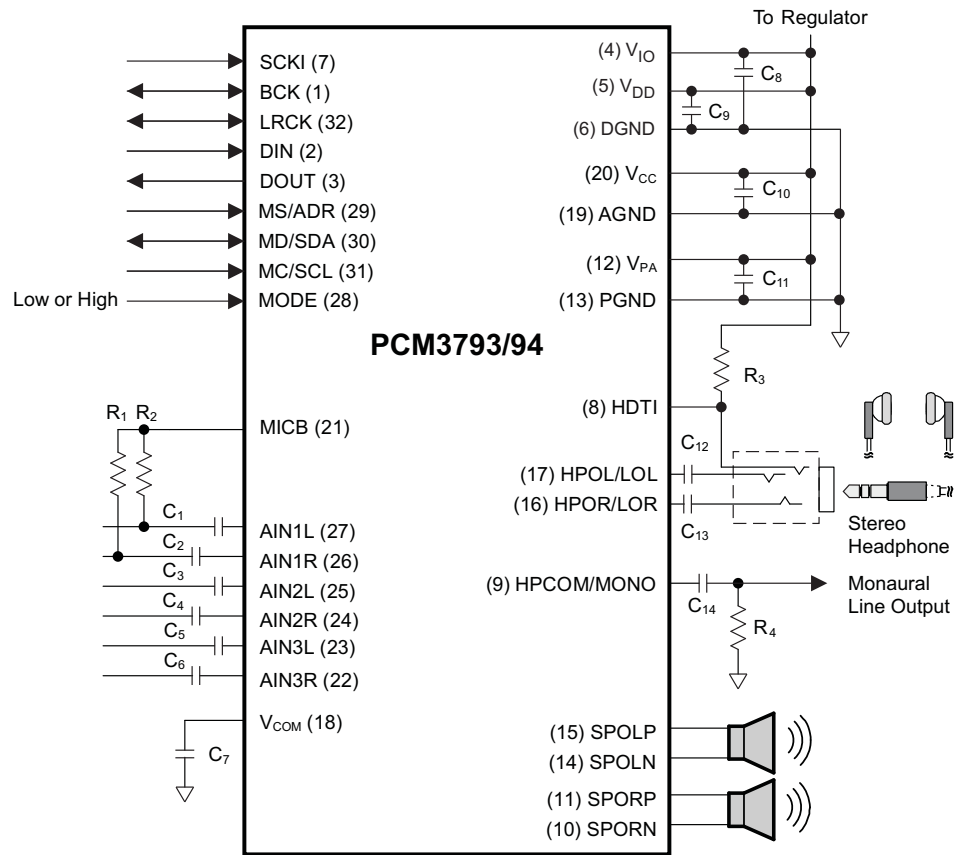 To Regulator
SCKI (7)
BCK (1)
LRCK (32)
DIN (2)
DOUT (3)
MS/ADR (29)
MD/SDA (30)
MC/SCL (31)
Low or High
MODE (28)
(4) VIO
C8
(5) VDD
C9
(6) DGND
(20) VCC
C10
(19) AGND
(12) VPA
C11
(13) PGND
PCM3793/94
R3
(8) HDTI
R1 R2
MICB (21)
C12
(17) HPOL/LOL
(16) HPOR/LOR
C13
Stereo
Headphone
C1
AIN1L (27)
C2
AIN1R (26)
C3
AIN2L (25)
C4
AIN2R (24)
C5
AIN3L (23)
C6
AIN3R (22)
(9) HPCOM/MONO
C14
Monaural
Line Output
R4
VCOM (18)
C7
(15) SPOLP
(14) SPOLN
(11) SPORP
(10) SPORN